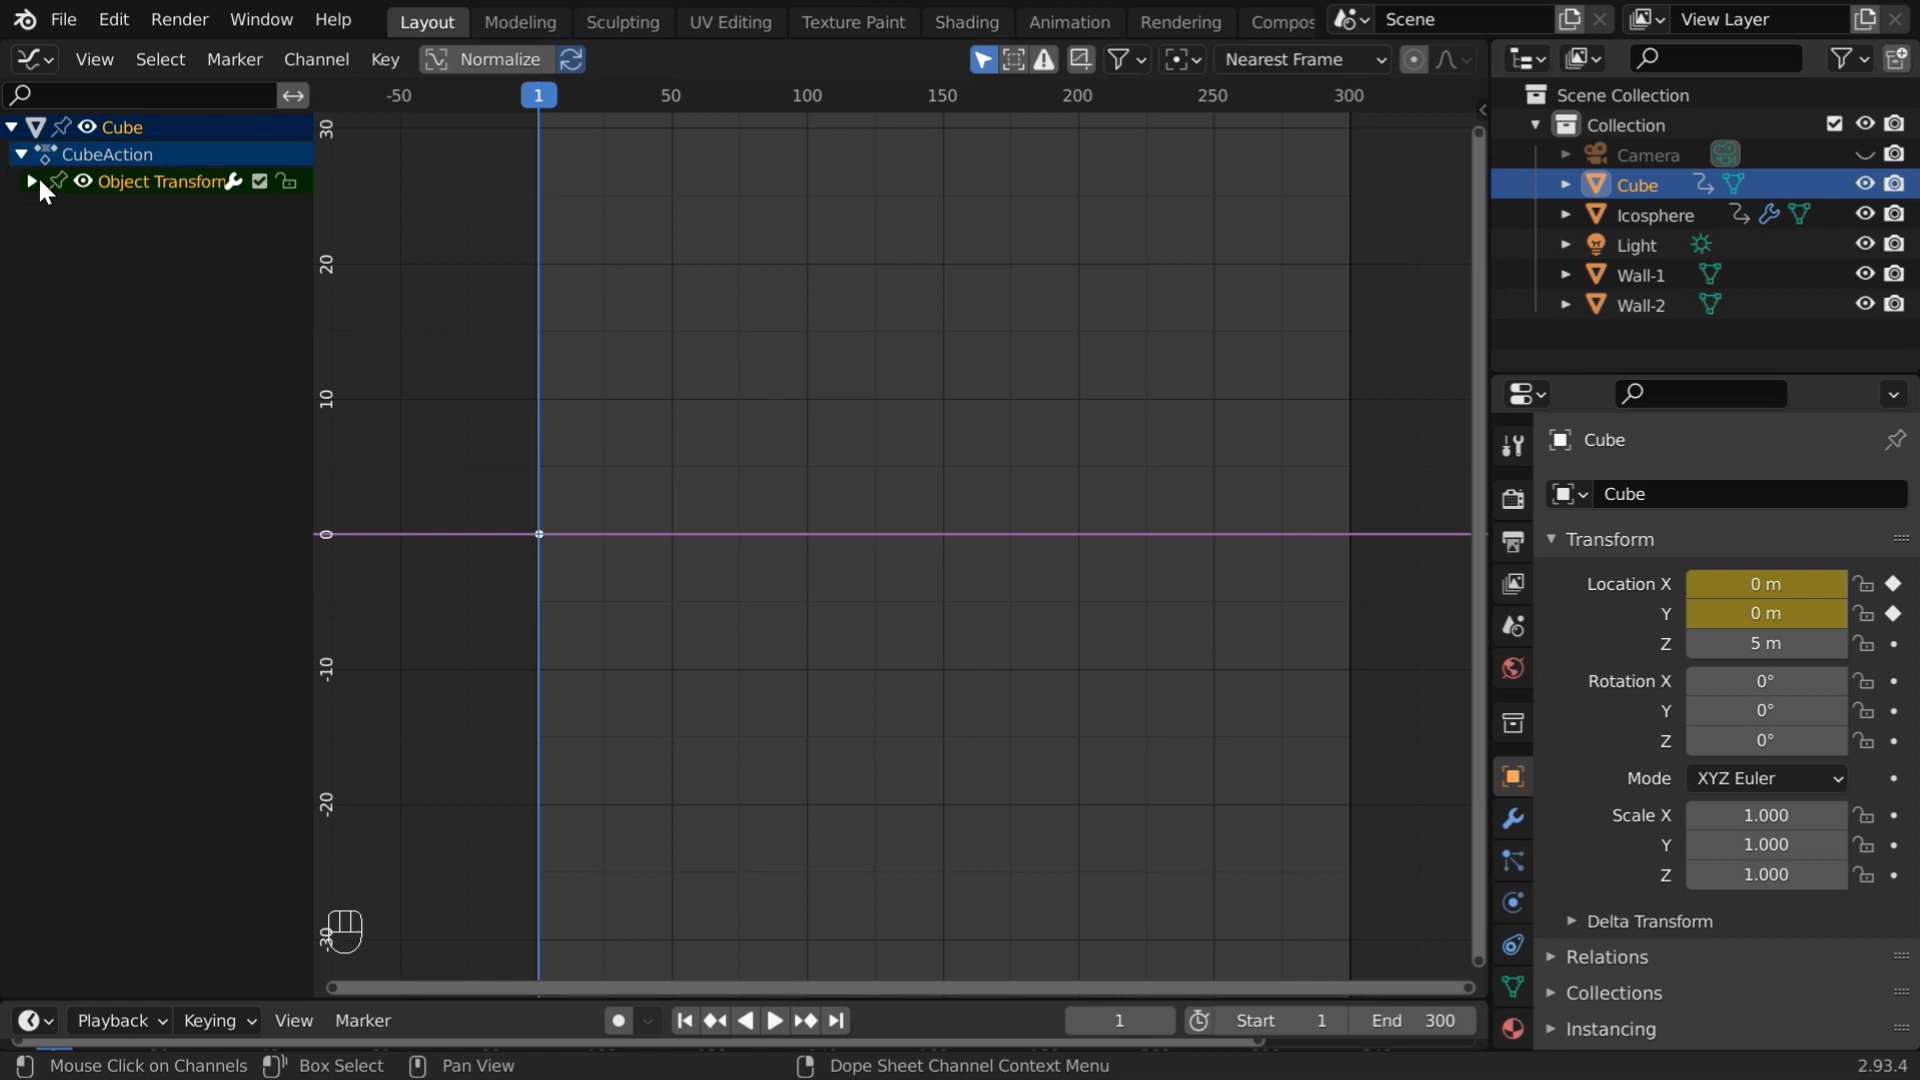 File Edit Render Window Help Layout Modeling Sculpting UV Editing Texture Paint Shading Animation Rendering Compos Scene View Layer
View Select Marker Channel Key Normalize Nearest Frame
-50 1 50 100 150 200 250 300
Cube
CubeAction
Object Transform
30
20
10
0
-10
-20
-30
Scene Collection
Collection
Camera
Cube
Icosphere
Light
Wall-1
Wall-2
Cube
Cube
Transform
Location X 0 m
Y 0 m
Z 5 m
Rotation X 0°
Y 0°
Z 0°
Mode XYZ Euler
Scale X 1.000
Y 1.000
Z 1.000
Delta Transform
Relations
Collections
Instancing
Playback Keying View Marker 1 Start 1 End 300
Mouse Click on Channels Box Select Pan View Dope Sheet Channel Context Menu 2.93.4